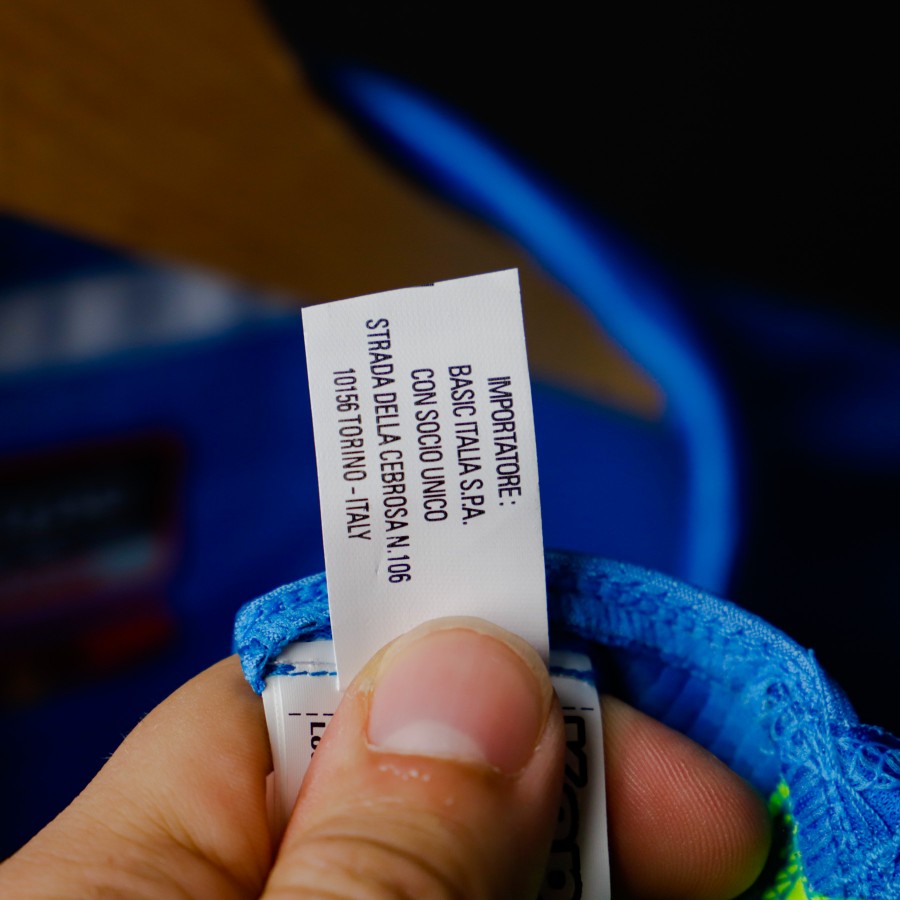 IMPORTATORE :
BASIC ITALIA S.P.A.
CON SOCIO UNICO
STRADA DELLA CEBROSA N.106
10156 TORINO - ITALY